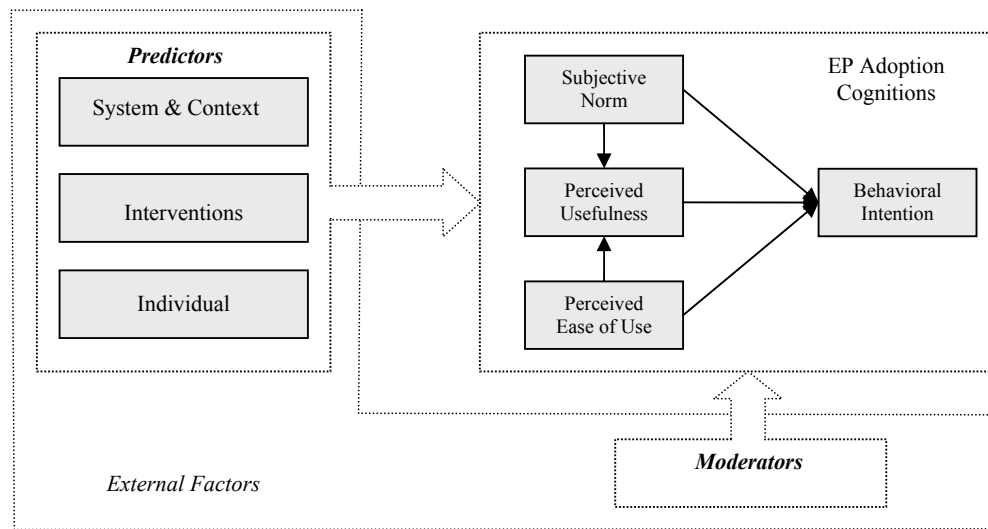 Predictors
System & Context
Interventions
Individual
Subjective
Norm
Perceived
Usefulness
Perceived
Ease of Use
EP Adoption
Cognitions
Behavioral
Intention
Moderators
External Factors